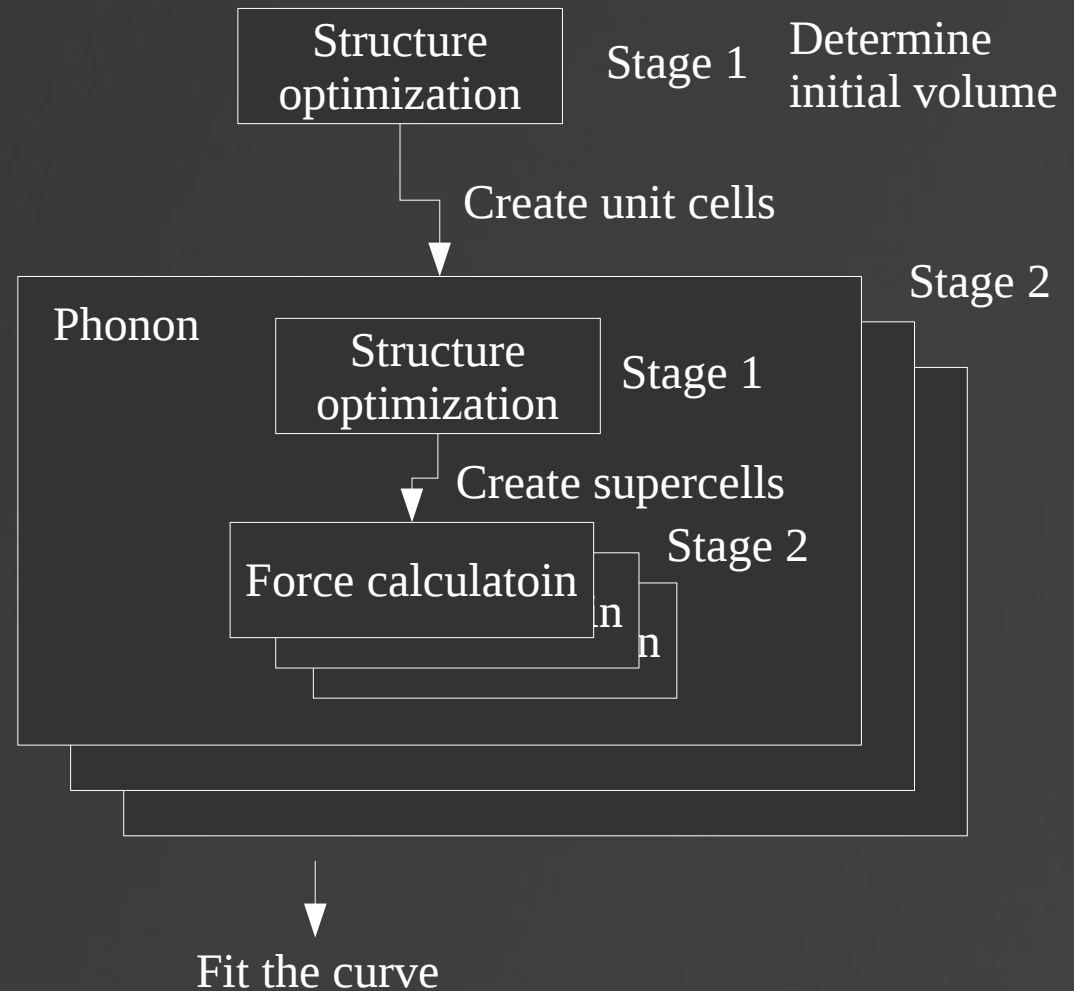 Structure
optimization
Stage 1
Determine
initial volume
Create unit cells
Stage 2
Phonon
Structure
optimization
Stage 1
Create supercells
Stage 2
Force calculatoin
in
n
Fit the curve